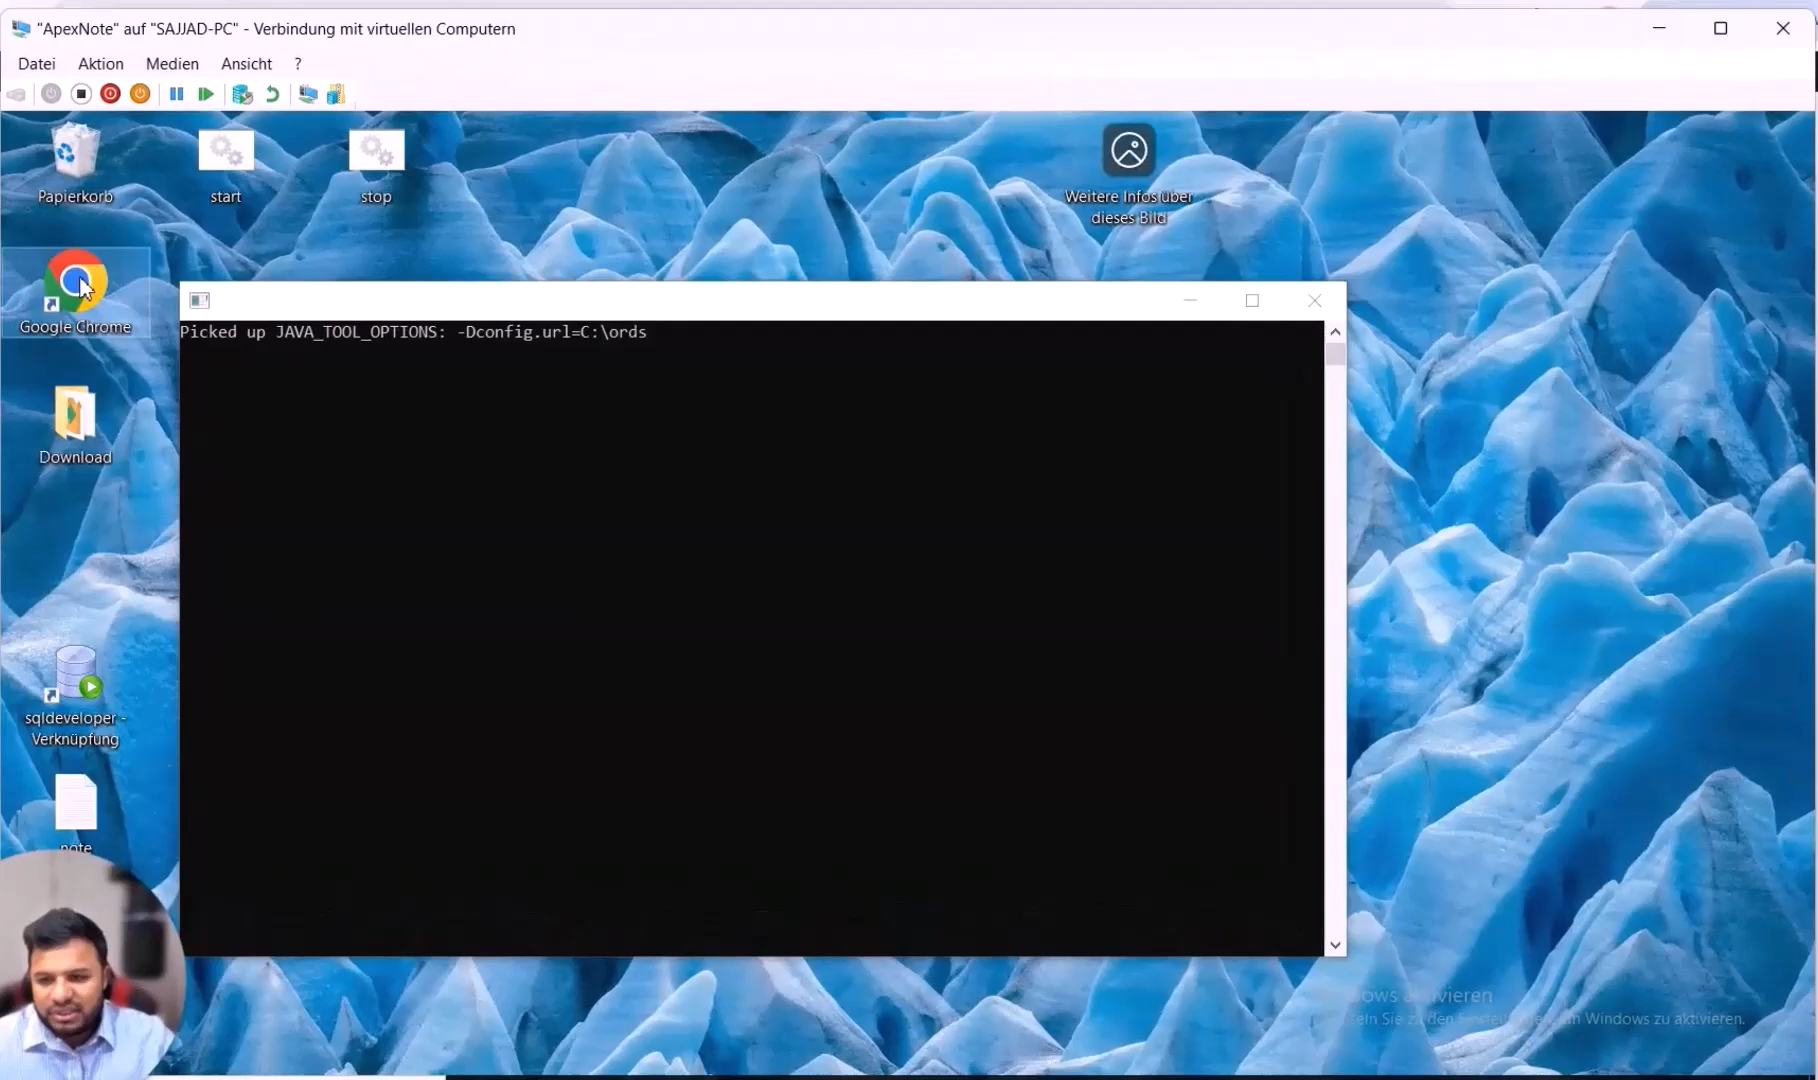 "ApexNote" auf "SAJJAD-PC" - Verbindung mit virtuellen Computern
Datei Aktion Medien Ansicht ?
Papierkorb
start
stop
Weitere Infos über
dieses Bild
Google Chrome
Picked up JAVA_TOOL_OPTIONS: -Dconfig.url=C:\ords
Download
sqldeveloper -
Verknüpfung
note
Windows zu aktivieren.